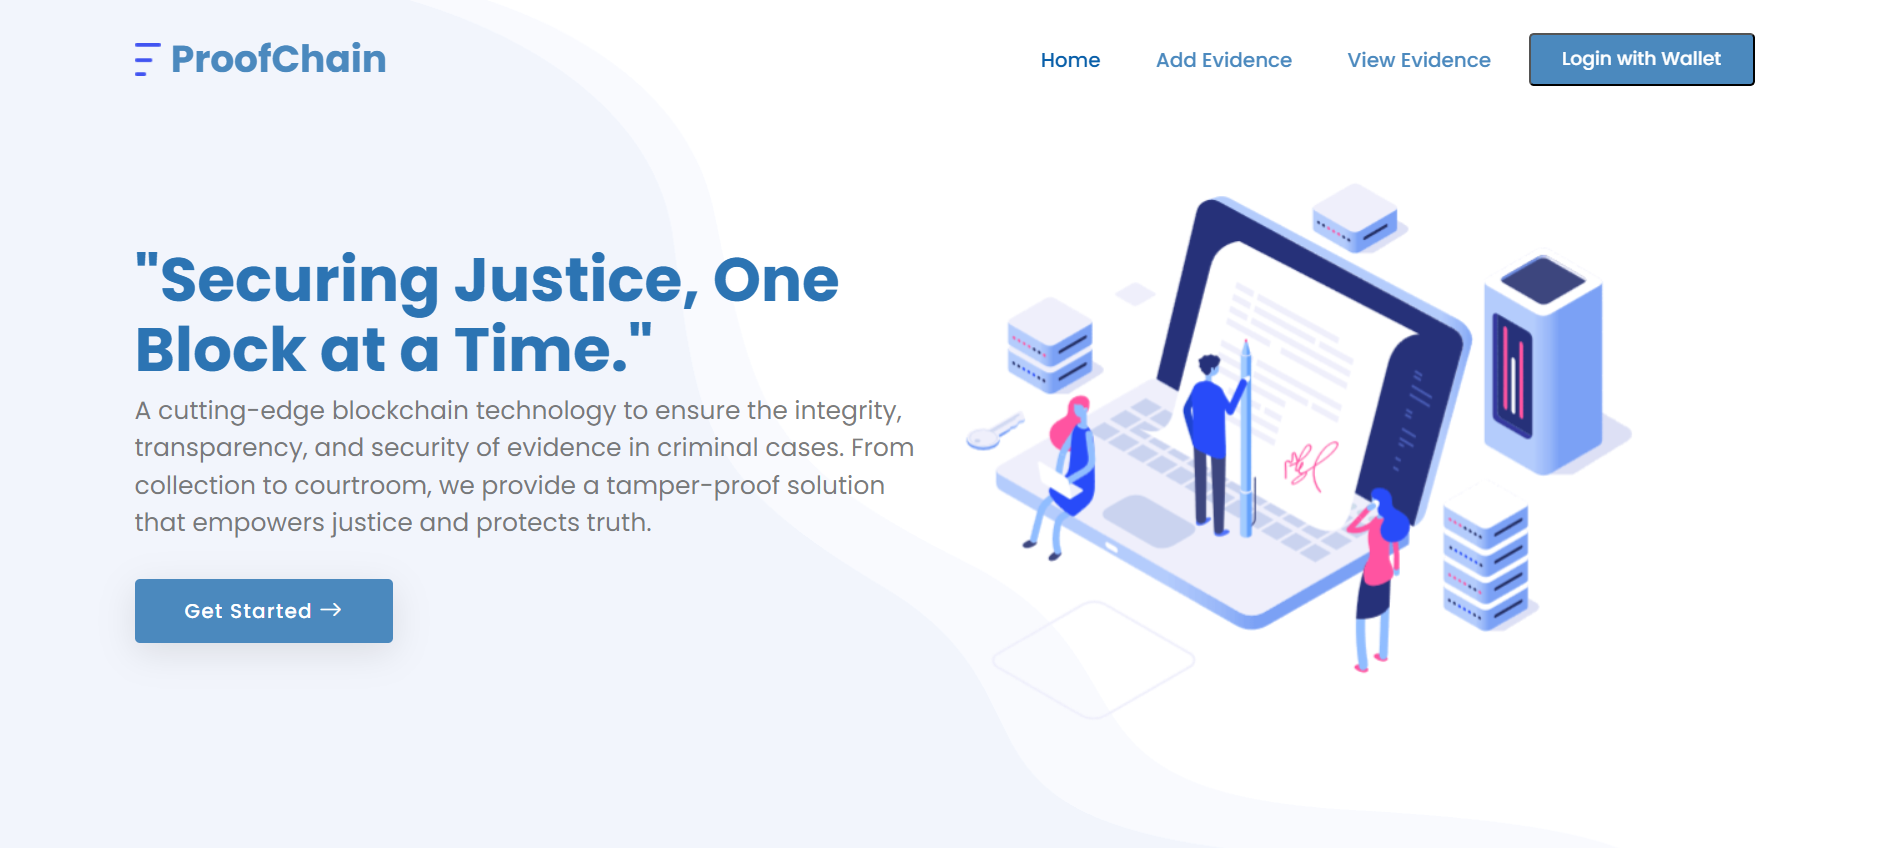 ProofChain
Home
Add Evidence
View Evidence
Login with Wallet
"Securing Justice, One
Block at a Time."
A cutting-edge blockchain technology to ensure the integrity,
transparency, and security of evidence in criminal cases. From
collection to courtroom, we provide a tamper-proof solution
that empowers justice and protects truth.
Get Started →